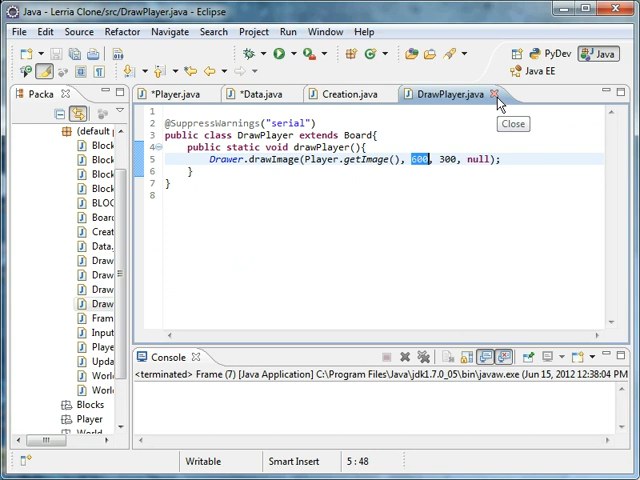 Java - Lerria Clone/src/DrawPlayer.java - Eclipse
File Edit Source Refactor Navigate Search Project Run Window Help
PyDev Java
Java EE
Packa
*Player.java *Data.java Creation.java DrawPlayer.java
Close
(default p
Block
Block
Block
Block
BLOC
Board
Creat
Data.
Draw
Draw
Draw
Draw
Fram
Input
Playe
Upda
World
World
Blocks
Player
World
1
2 @SuppressWarnings("serial")
3 public class DrawPlayer extends Board{
4 public static void drawPlayer(){
5 Drawer.drawImage(Player.getImage(), 600, 300, null);
6 }
7 }
8
Console
<terminated> Frame (7) [Java Application] C:\Program Files\Java\jdk1.7.0_05\bin\javaw.exe (Jun 15, 2012 12:38:04 PM)
Writable Smart Insert 5 : 48